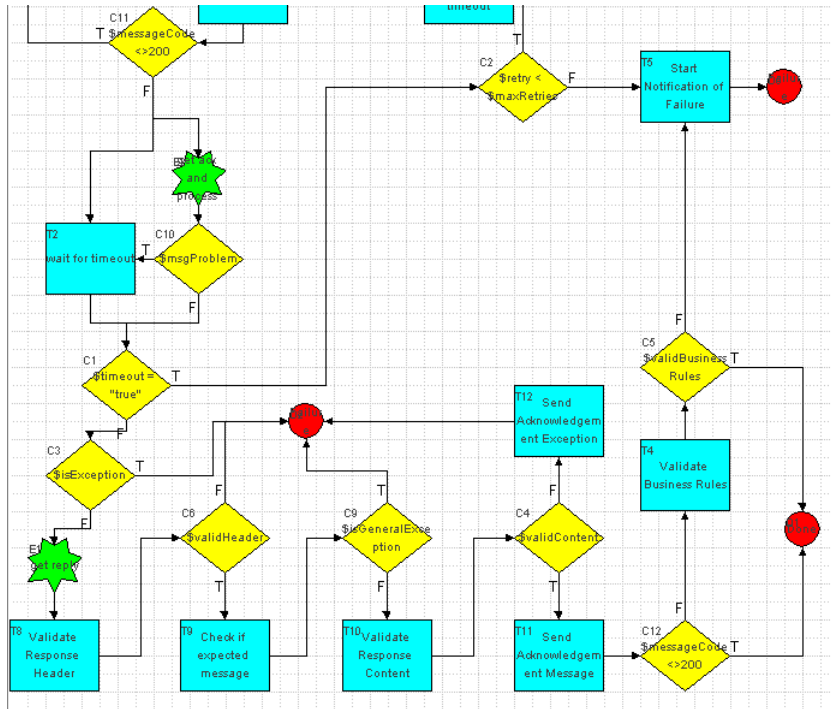 timeout
C11
T
$messageCode
<>200
F
T
C2
$retry <
$maxRetries
F
T5
Start
Notification of
Failure
and
process
T2
wait for timeout
T
C10
$msgProblem
F
C1
$timeout =
"true"
T
F
C3
$isException
T
F
get reply
T8
Validate
Response
Header
C6
$validHeader
F
T
T9
Check if
expected
message
C9
$isGeneralExce
ption
T
F
T10
Validate
Response
Content
T12
Send
Acknowledgem
ent Exception
F
C4
$validContent
T
T11
Send
Acknowledgem
ent Message
F
C5
$validBusiness
Rules
T
T4
Validate
Business Rules
F
C12
$messageCode
<>200
T